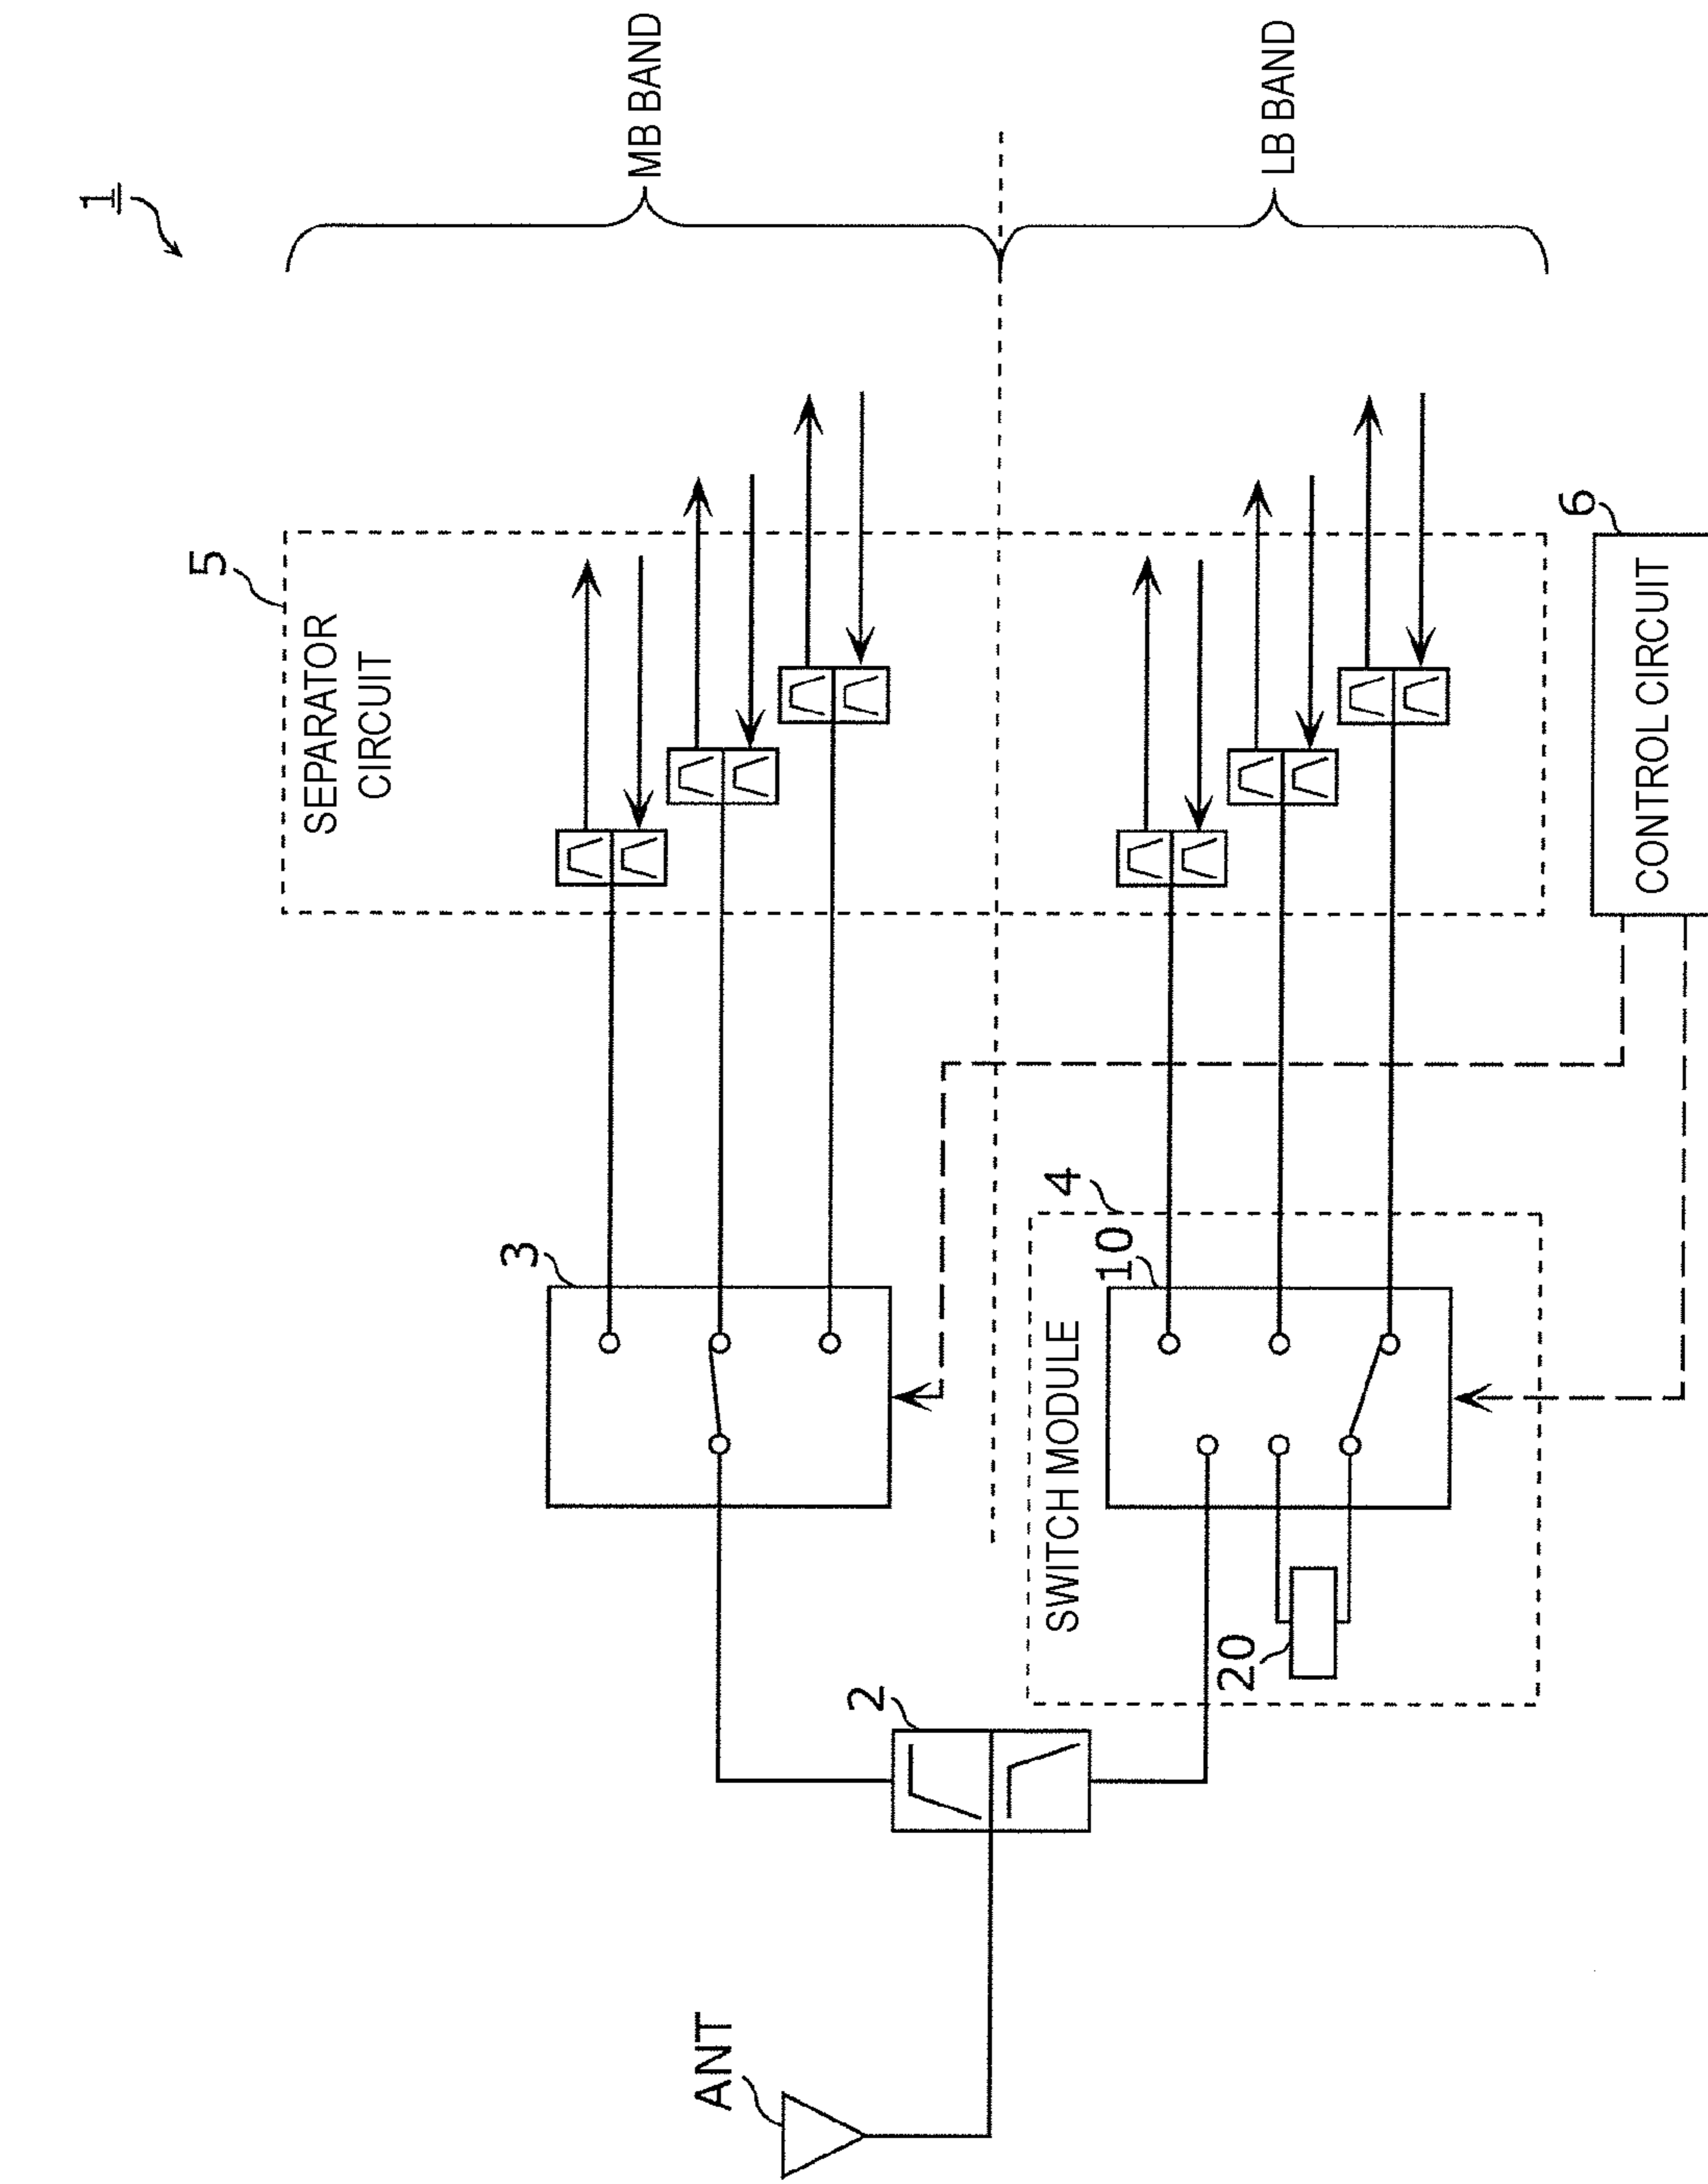 1
5
SEPARATOR
CIRCUIT
MB BAND
3
2
ANT
4
SWITCH MODULE
10
20
LB BAND
6
CONTROL CIRCUIT